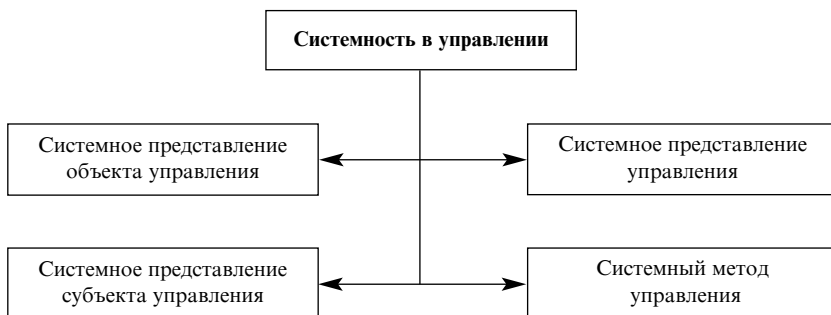 Системность в управлении
Системное представление
объекта управления
Системное представление
управления
Системное представление
субъекта управления
Системный метод
управления